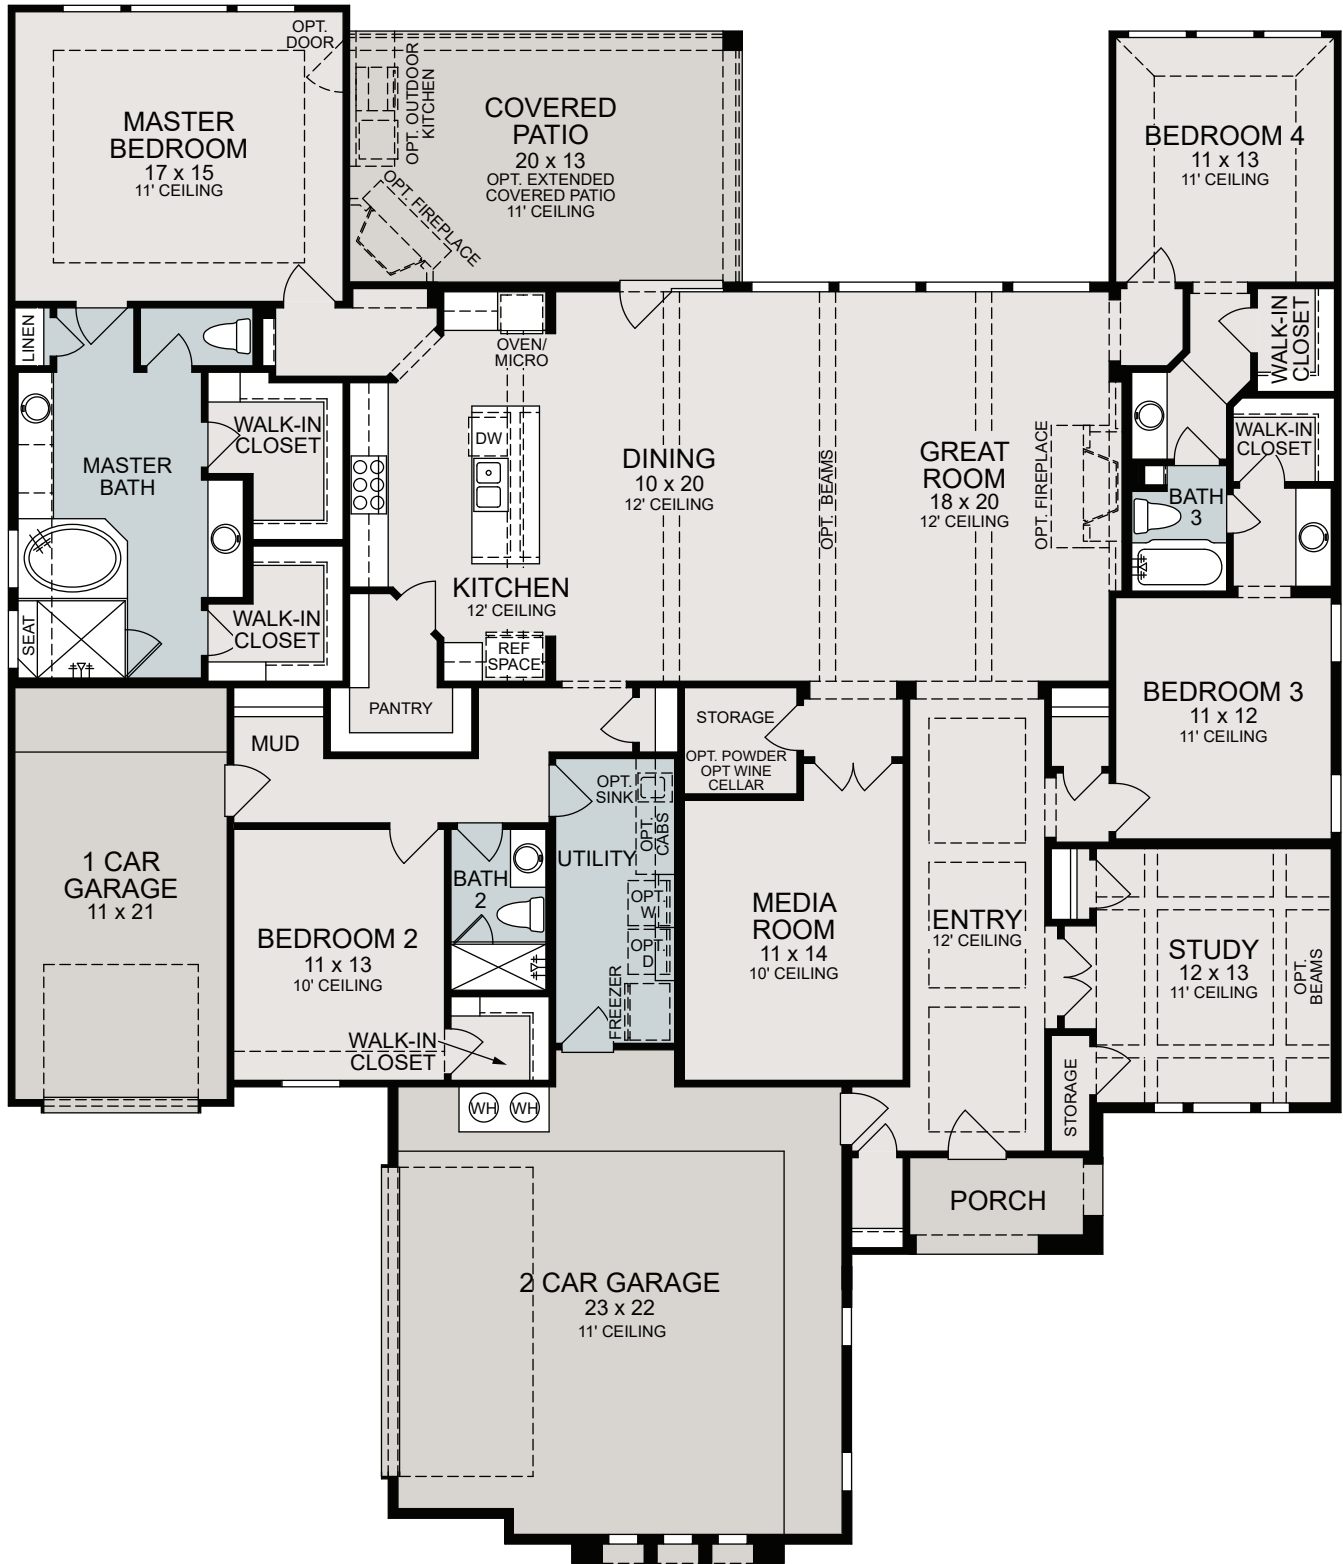 OPT.
DOOR
MASTER
BEDROOM
17 x 15
11' CEILING
OPT. OUTDOOR
KITCHEN
OPT. FIREPLACE
COVERED
PATIO
20 x 13
OPT. EXTENDED
COVERED PATIO
11' CEILING
BEDROOM 4
11 x 13
11' CEILING
LINEN
OVEN/
MICRO
WALK-IN
CLOSET
WALK-IN
CLOSET
MASTER
BATH
DW
DINING
10 x 20
12' CEILING
OPT. BEAMS
GREAT
ROOM
18 x 20
12' CEILING
OPT. FIREPLACE
WALK-IN
CLOSET
BATH
3
KITCHEN
12' CEILING
WALK-IN
CLOSET
SEAT
REF
SPACE
PANTRY
MUD
STORAGE
OPT. POWDER
OPT WINE
CELLAR
BEDROOM 3
11 x 12
11' CEILING
OPT.
SINK
OPT.
CABS
1 CAR
GARAGE
11 x 21
UTILITY
BATH
2
OPT.
W
OPT.
D
FREEZER
BEDROOM 2
11 x 13
10' CEILING
MEDIA
ROOM
11 x 14
10' CEILING
ENTRY
12' CEILING
STUDY
12 x 13
11' CEILING
OPT.
BEAMS
WALK-IN
CLOSET
WH
WH
STORAGE
PORCH
2 CAR GARAGE
23 x 22
11' CEILING